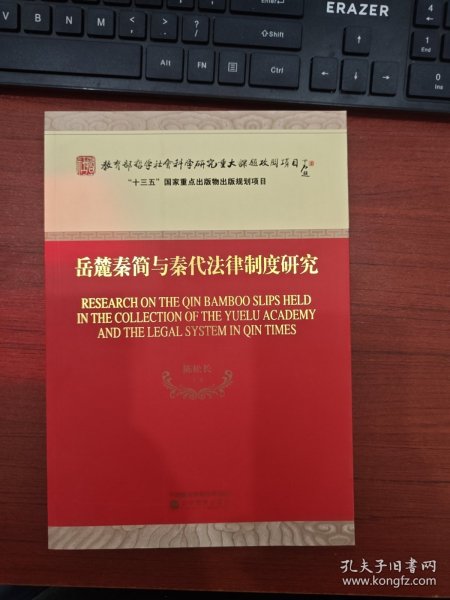 ERAZER
Enter
Alt
N
M
Shift
Ctrl
4
1
End
0
Ins
教育部哲学社会科学研究重大课题攻关项目
“十三五”国家重点出版物出版规划项目
岳麓秦简与秦代法律制度研究
RESEARCH ON THE QIN BAMBOO SLIPS HELD
IN THE COLLECTION OF THE YUELU ACADEMY
AND THE LEGAL SYSTEM IN QIN TIMES
陈松长
孔夫子旧书网
www.kongfz.com